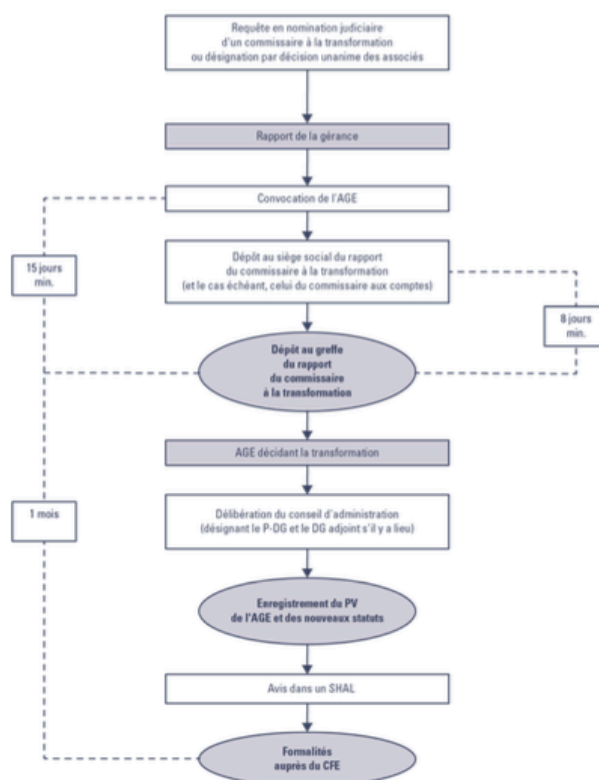 Requête en nomination judiciaire
d'un commissaire à la transformation
ou désignation par décision unanime des associés
Rapport de la gérance
Convocation de l'AGE
Dépôt au siège social du rapport
du commissaire à la transformation
(et le cas échéant, celui du commissaire aux comptes)
15 jours
min.
8 jours
min.
Dépôt au greffe
du rapport
du commissaire
à la transformation
AGE décidant la transformation
Délibération du conseil d'administration
(désignant le P-DG et le DG adjoint s'il y a lieu)
1 mois
Enregistrement du PV
de l'AGE et des nouveaux statuts
Avis dans un SHAL
Formalités
auprès du CFE